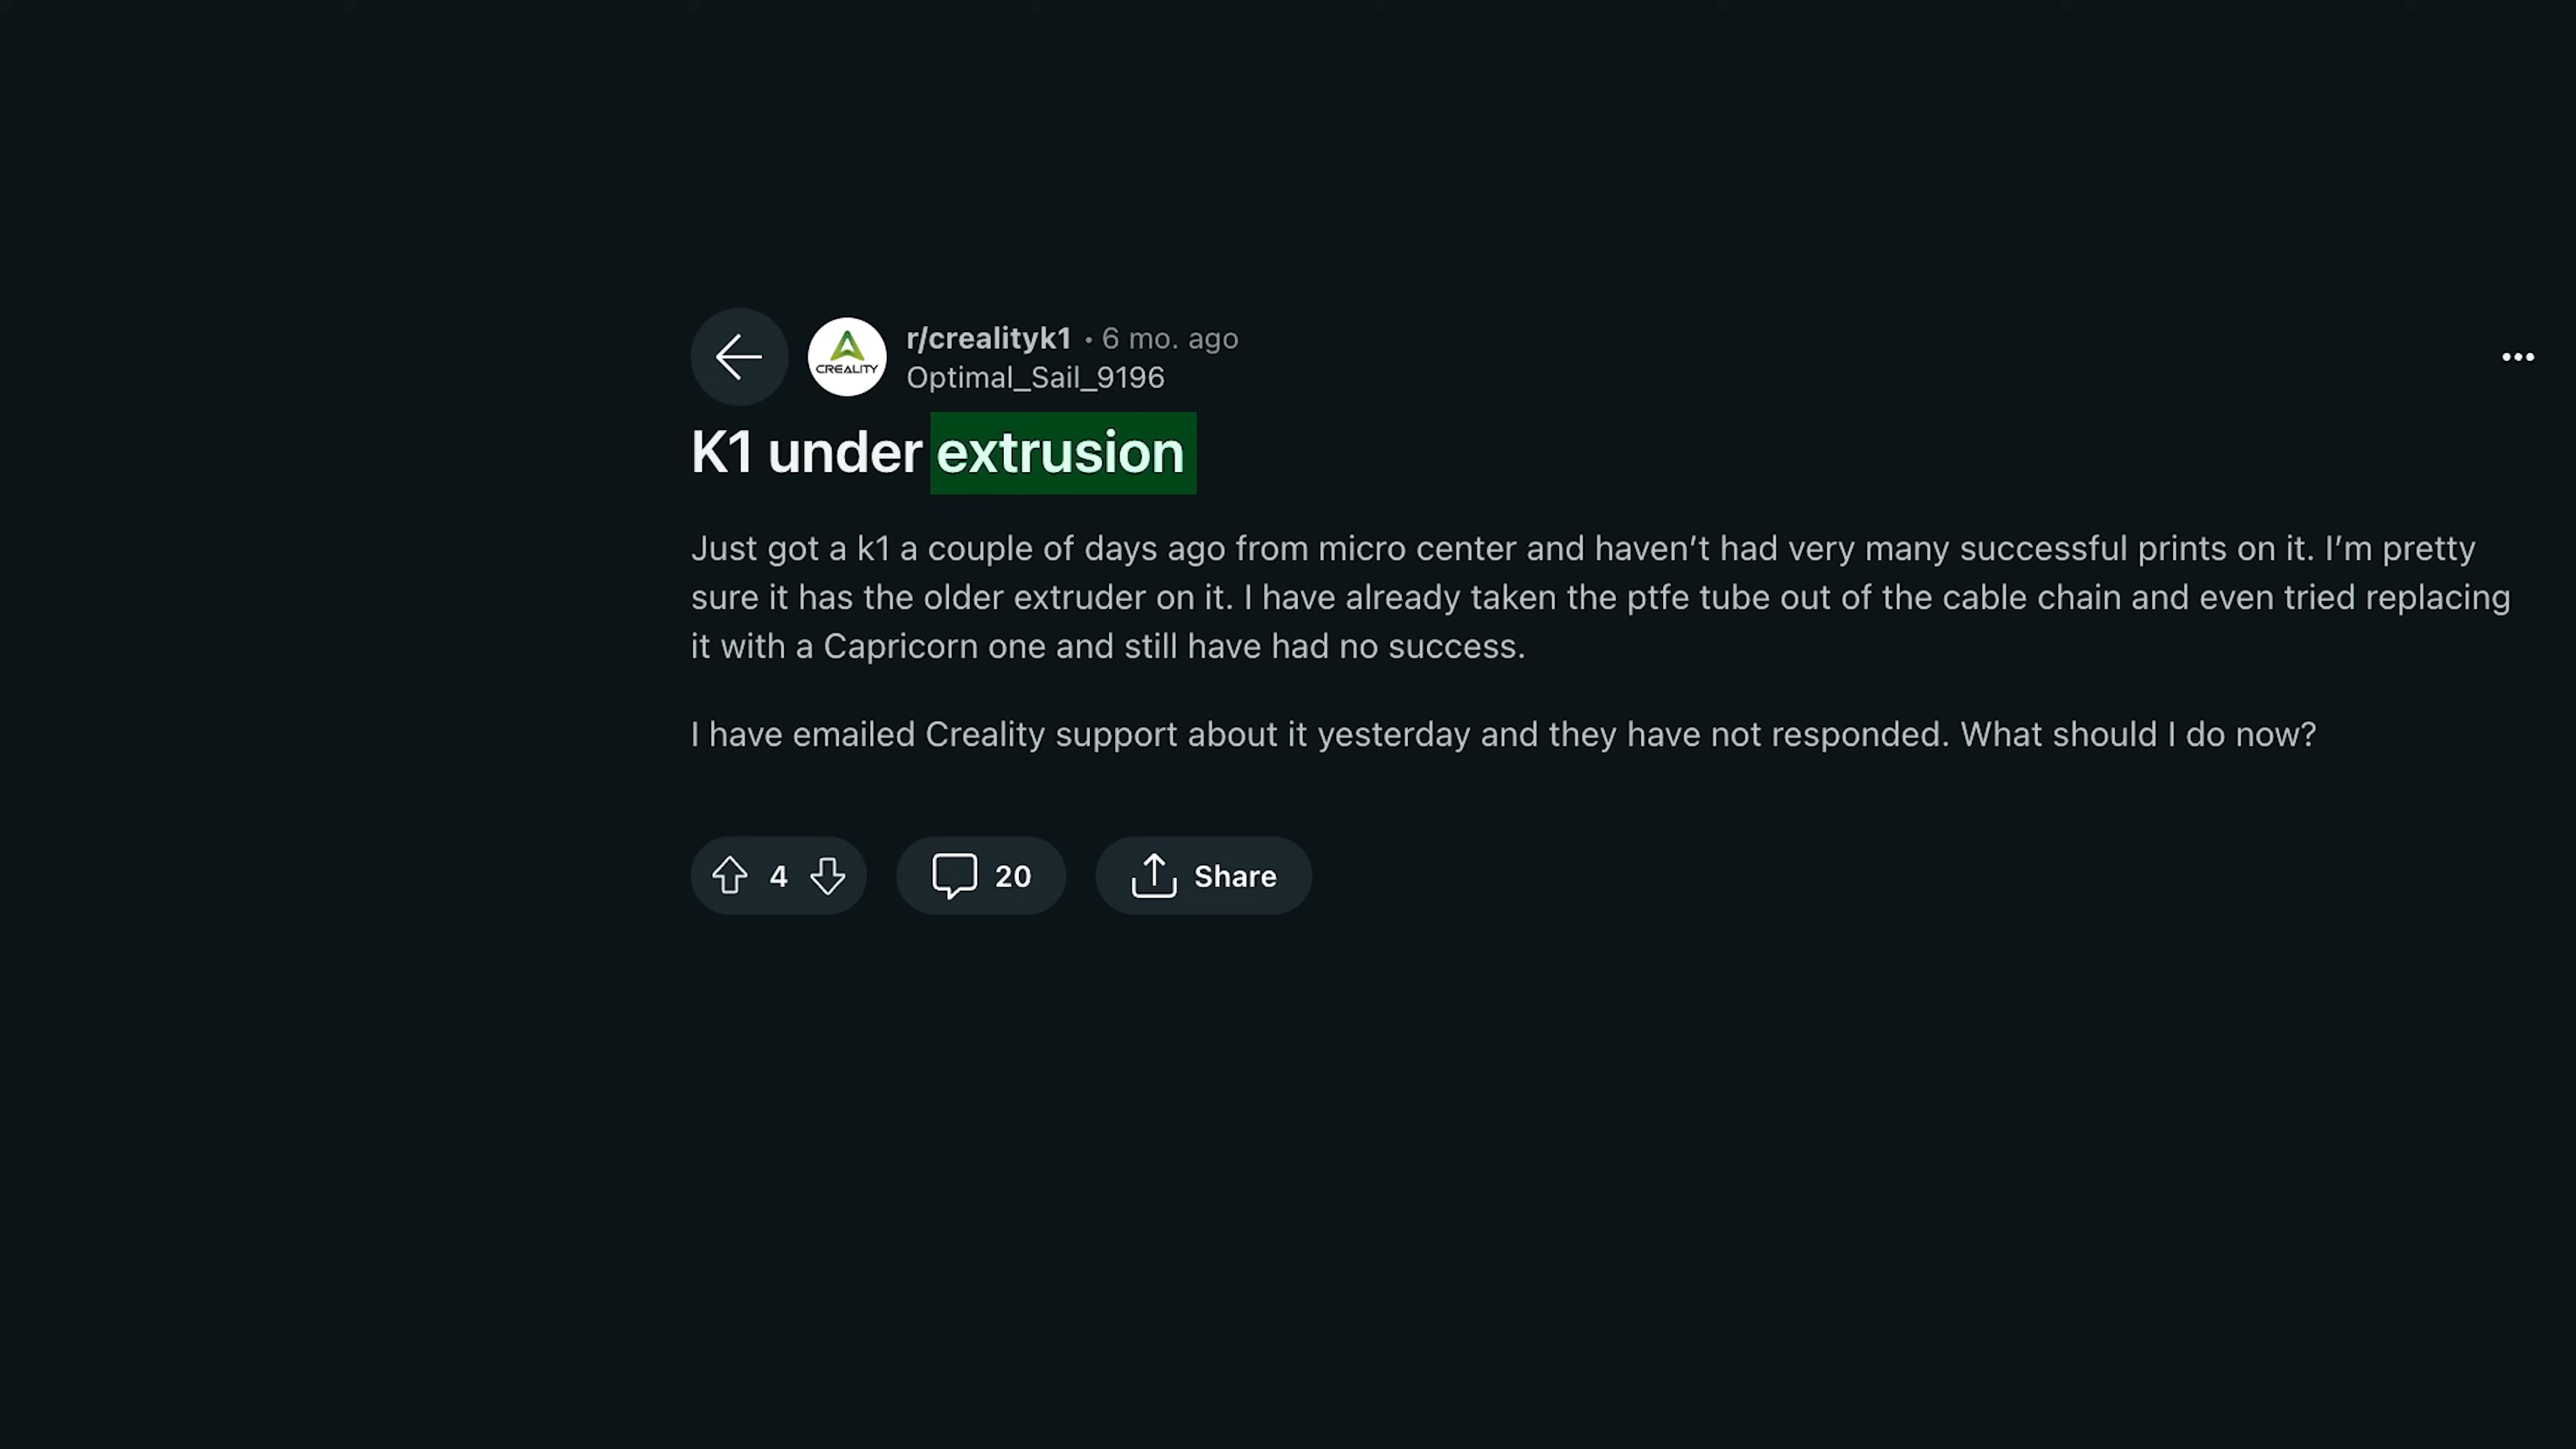 r/crealityk1 • 6 mo. ago
CREALITY
Optimal_Sail_9196
K1 under extrusion
Just got a k1 a couple of days ago from micro center and haven’t had very many successful prints on it. I’m pretty
sure it has the older extruder on it. I have already taken the ptfe tube out of the cable chain and even tried replacing
it with a Capricorn one and still have had no success.
I have emailed Creality support about it yesterday and they have not responded. What should I do now?
4 20 Share